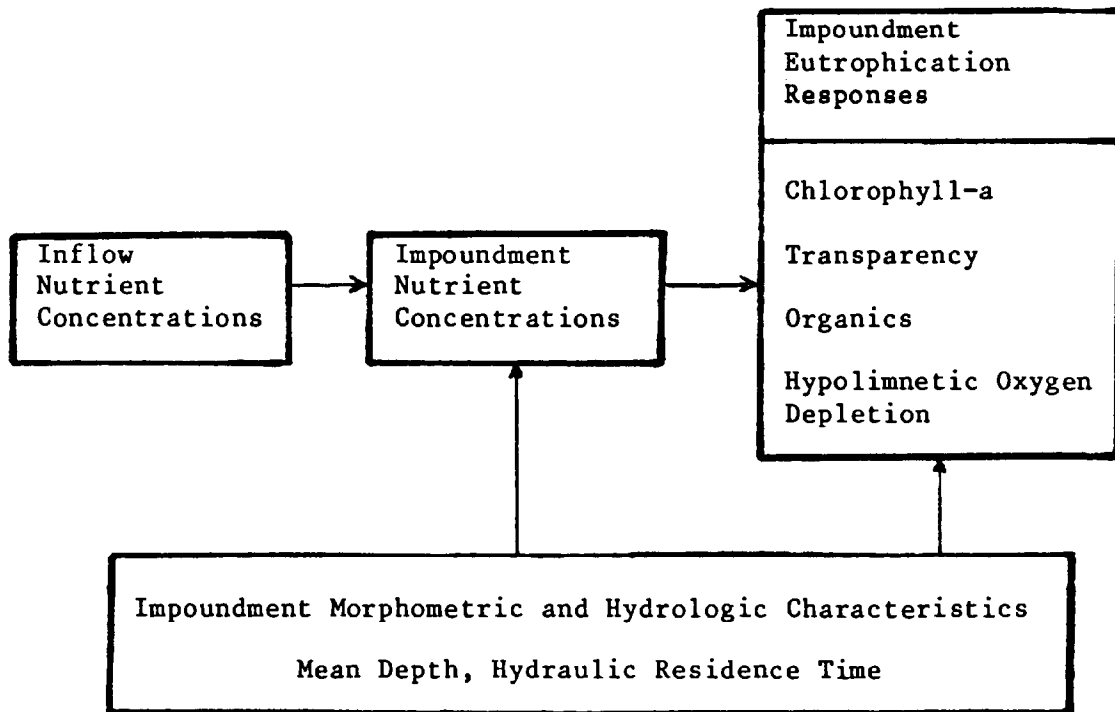 Inflow
Nutrient
Concentrations
Impoundment
Nutrient
Concentrations
Impoundment
Eutrophication
Responses
Chlorophyll-a
Transparency
Organics
Hypolimnetic Oxygen
Depletion
Impoundment Morphometric and Hydrologic Characteristics
Mean Depth, Hydraulic Residence Time